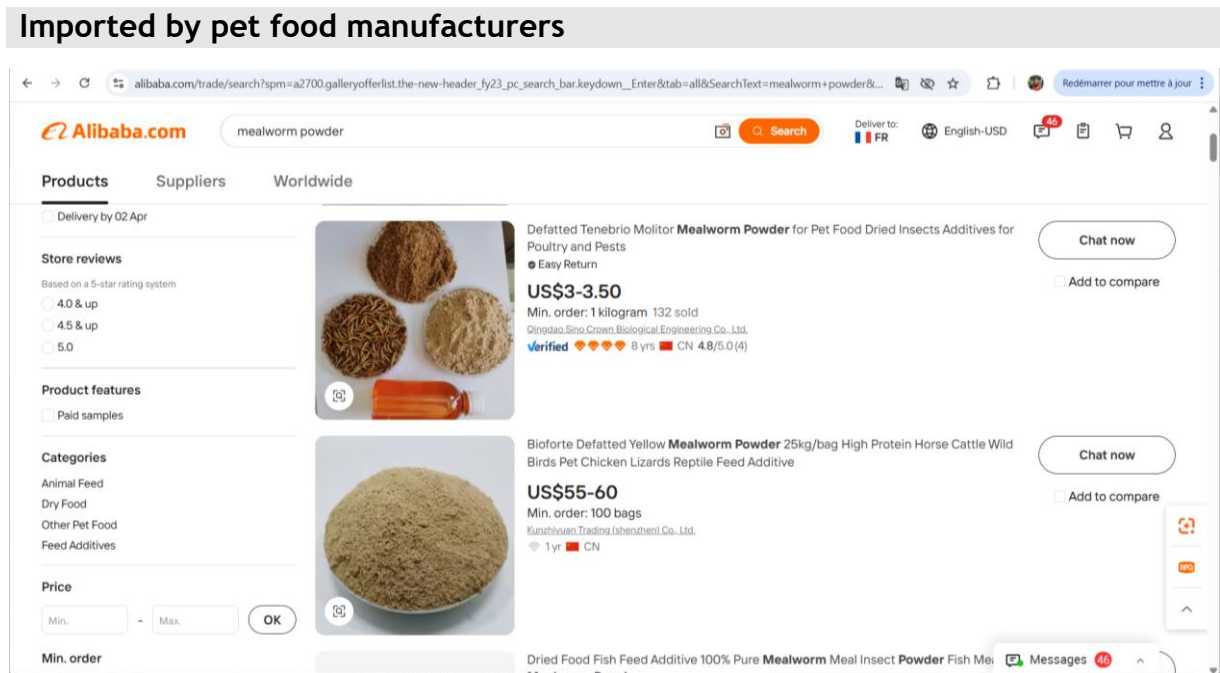 Imported by pet food manufacturers
alibaba.com/trade/search?spm=a2700.galleryofferlist.the-new-header_fy23_pc_search_bar.keydown__Enter&tab=all&SearchText=mealworm+powder&...
Redémarrer pour mettre à jour
Alibaba.com
mealworm powder
Search
Deliver to:
FR
English-USD
46
Products Suppliers Worldwide
Delivery by 02 Apr
Store reviews
Based on a 5-star rating system
4.0 & up
4.5 & up
5.0
Product features
Paid samples
Categories
Animal Feed
Dry Food
Other Pet Food
Feed Additives
Price
Min. - Max. OK
Min. order
Defatted Tenebrio Molitor Mealworm Powder for Pet Food Dried Insects Additives for
Poultry and Pests
Easy Return
US$3-3.50
Min. order: 1 kilogram 132 sold
Qingdao Sino Crown Biological Engineering Co., Ltd.
Verified 8 yrs CN 4.8/5.0 (4)
Chat now
Add to compare
Bioforte Defatted Yellow Mealworm Powder 25kg/bag High Protein Horse Cattle Wild
Birds Pet Chicken Lizards Reptile Feed Additive
US$55-60
Min. order: 100 bags
Kunzhiyuan Trading (shenzhen) Co., Ltd.
1 yr CN
Chat now
Add to compare
RFQ
Dried Food Fish Feed Additive 100% Pure Mealworm Meal Insect Powder Fish Me
Messages 46